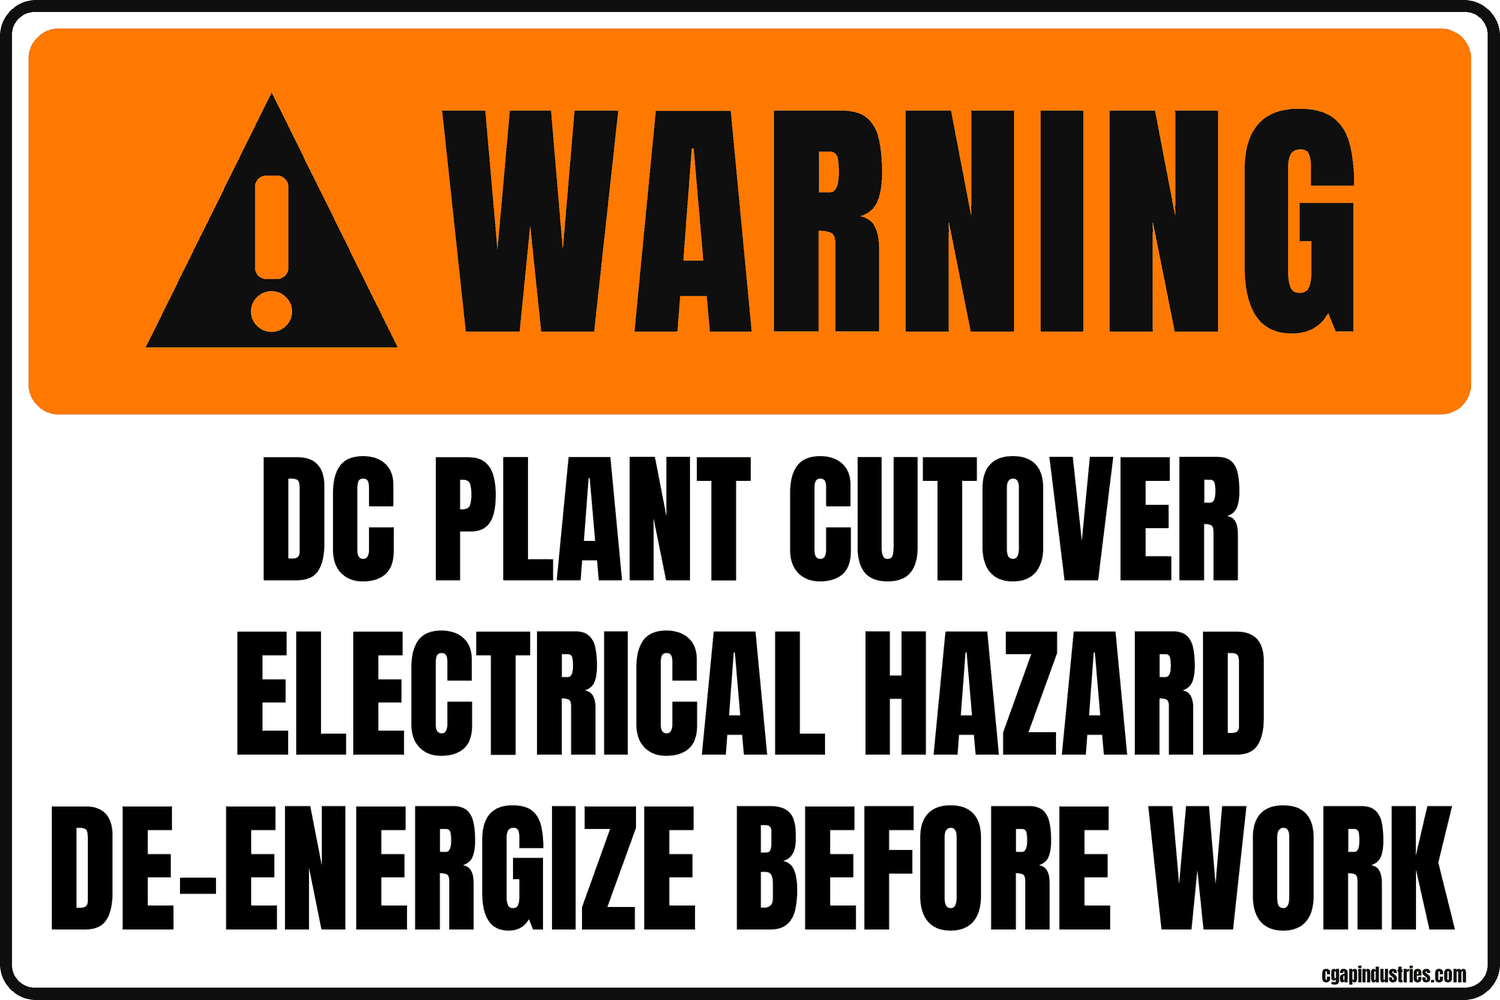 WARNING
DC PLANT CUTOVER
ELECTRICAL HAZARD
DE-ENERGIZE BEFORE WORK
cgapindustries.com